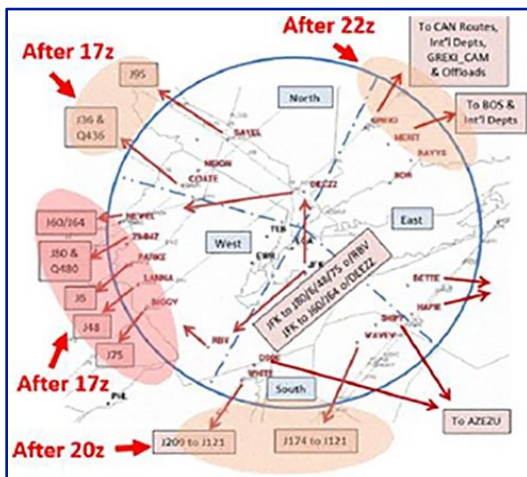 After 17z
After 22z
To CAN Routes,
Int'l Depts,
GREKI_CAM
& Offloads
J95
North
J36 &
Q436
SAXEL
GREKI
To BOS &
Int'l Depts
MERIT
BAYYS
NEION
COATE
BDR
DEEZZ
J60/J64
NEWEL
East
J80 &
Q480
ZIMMZ
West
TEB
LGA
EWR
JFK
PARKE
J6
LANNA
BIGGY
J48
J75
BETTE
HAPIE
JFK to J80/6/48/75 o/RBV
JFK to J60/J64 o/DEEZZ
SHIPP
WAVEY
RBV
DIXIE
WHITE
After 17z
PHL
South
To AZEZU
After 20z
J209 to J121
J174 to J121